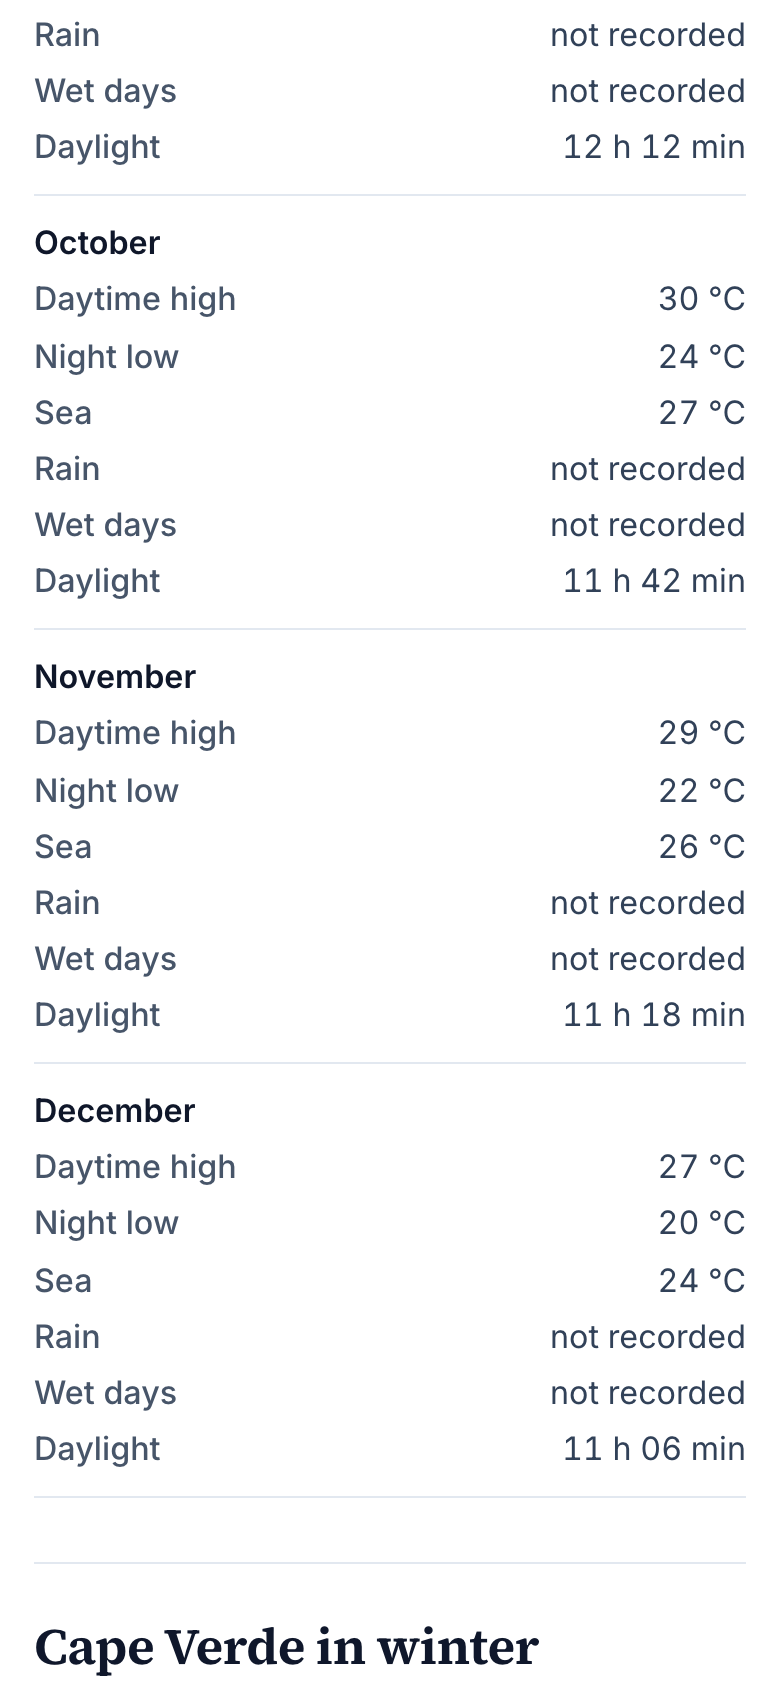 Rain not recorded
Wet days not recorded
Daylight 12 h 12 min
October
Daytime high 30 °C
Night low 24 °C
Sea 27 °C
Rain not recorded
Wet days not recorded
Daylight 11 h 42 min
November
Daytime high 29 °C
Night low 22 °C
Sea 26 °C
Rain not recorded
Wet days not recorded
Daylight 11 h 18 min
December
Daytime high 27 °C
Night low 20 °C
Sea 24 °C
Rain not recorded
Wet days not recorded
Daylight 11 h 06 min
Cape Verde in winter